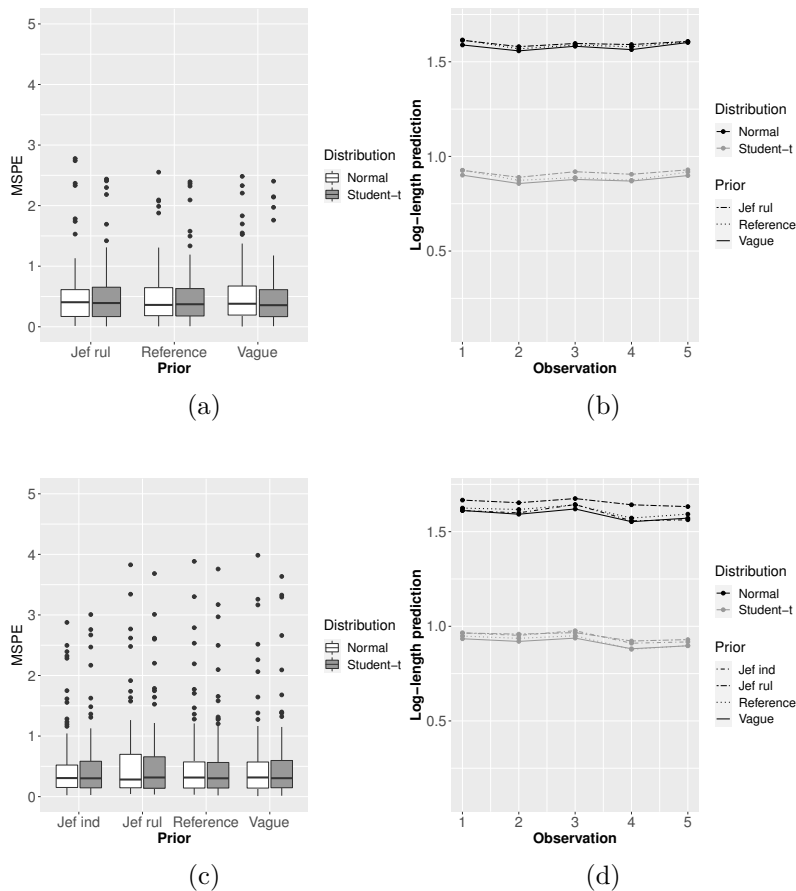 MSPE
5
4
3
2
1
0
Jef rul Reference Vague
Prior
Distribution
Normal
Student−t
(a)
Log−length prediction
1.5
1.0
0.5
1 2 3 4 5
Observation
Distribution
Normal
Student−t
Prior
Jef rul
Reference
Vague
(b)
MSPE
5
4
3
2
1
0
Jef ind Jef rul Reference Vague
Prior
Distribution
Normal
Student−t
(c)
Log−length prediction
1.5
1.0
0.5
1 2 3 4 5
Observation
Distribution
Normal
Student−t
Prior
Jef ind
Jef rul
Reference
Vague
(d)